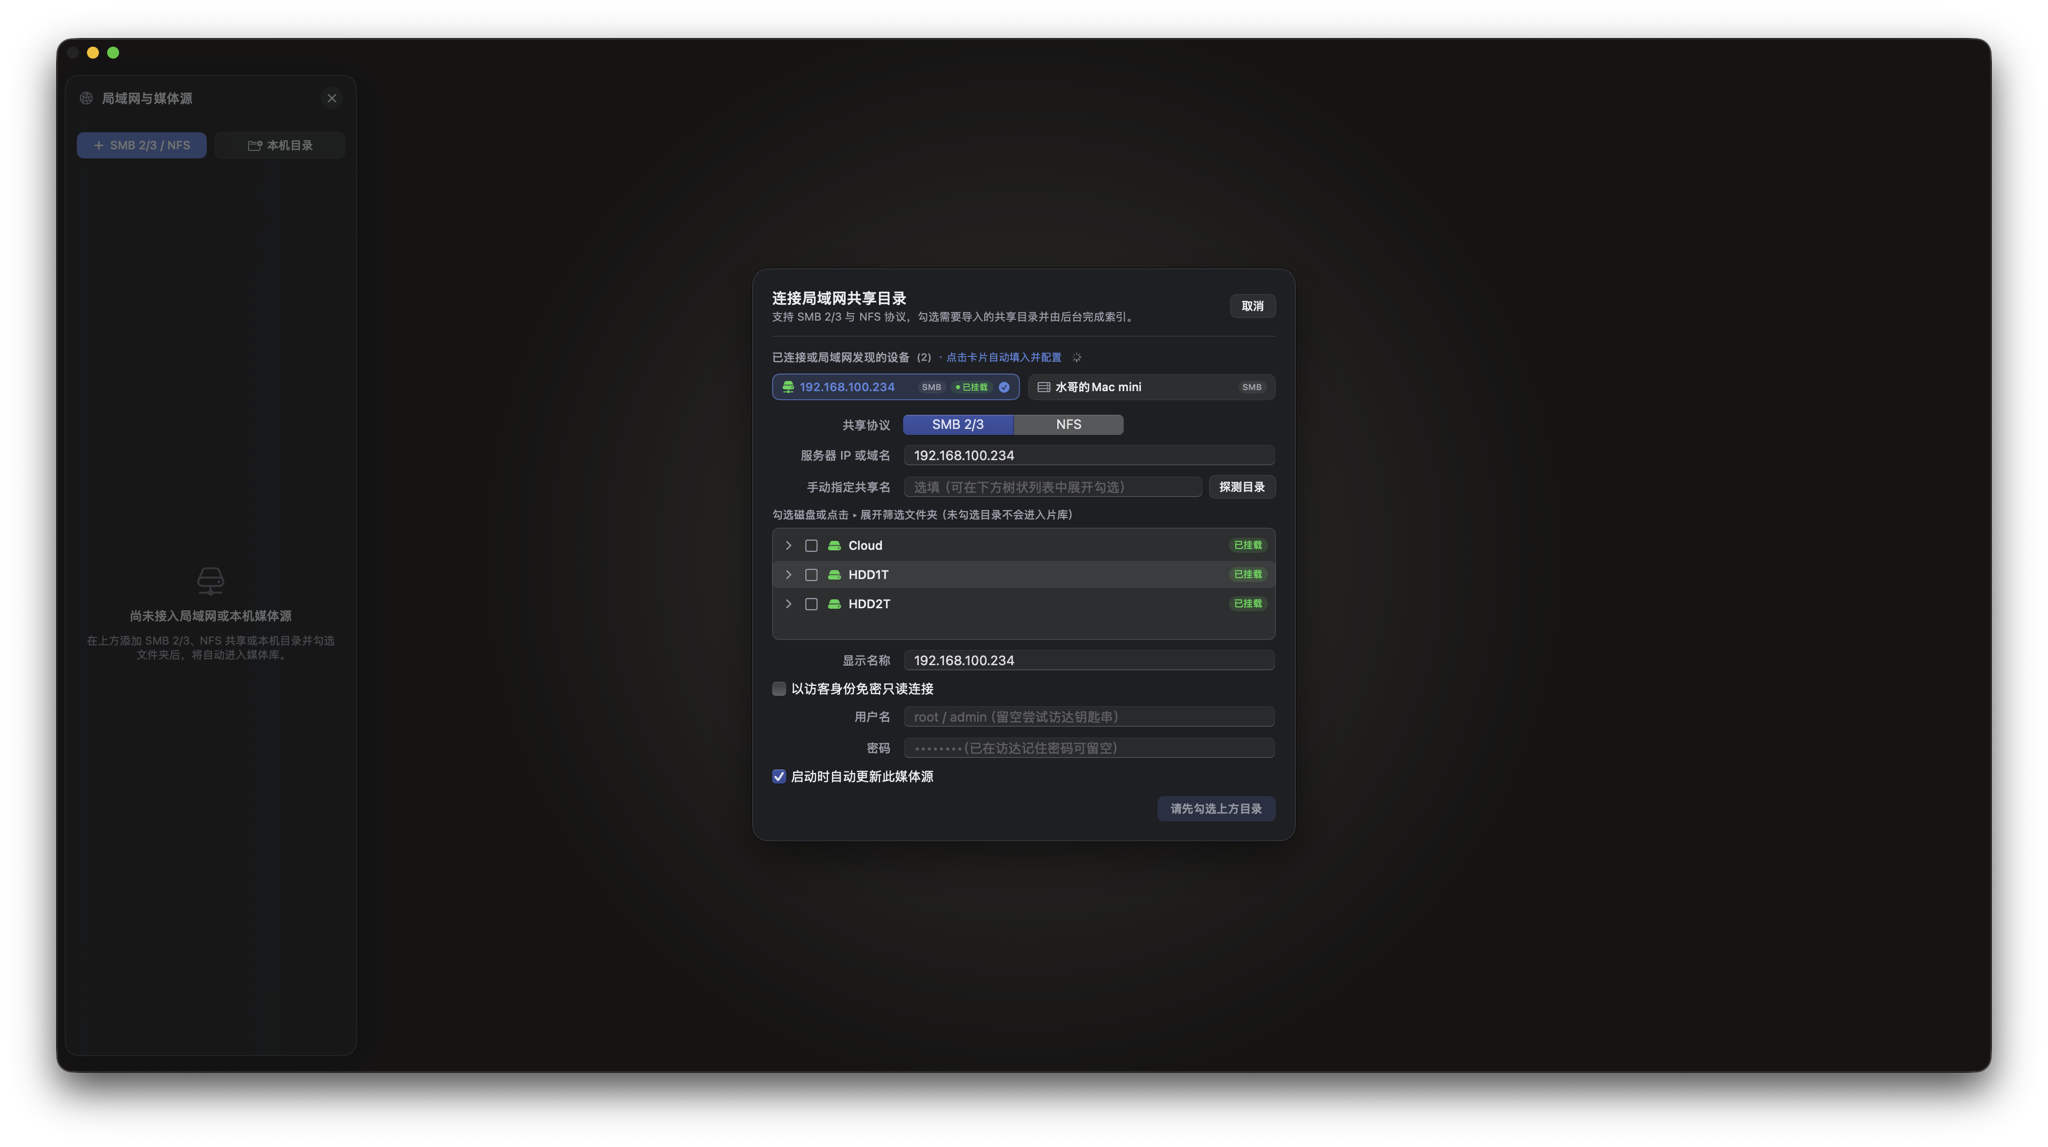 局域网与媒体源
+ SMB 2/3 / NFS
本机目录
尚未接入局域网或本机媒体源
在上方添加 SMB 2/3、NFS 共享或本机目录并勾选
文件夹后，将自动进入媒体库。
连接局域网共享目录
支持 SMB 2/3 与 NFS 协议，勾选需要导入的共享目录并由后台完成索引。
取消
已连接或局域网发现的设备（2） · 点击卡片自动填入并配置
192.168.100.234 SMB 已挂载
水哥的 Mac mini SMB
共享协议 SMB 2/3 NFS
服务器 IP 或域名 192.168.100.234
手动指定共享名 选填（可在下方树状列表中展开勾选） 探测目录
勾选磁盘或点击 ▸ 展开筛选文件夹（未勾选目录不会进入片库）
Cloud 已挂载
HDD1T 已挂载
HDD2T 已挂载
显示名称 192.168.100.234
以访客身份免密只读连接
用户名 root / admin (留空尝试访达钥匙串)
密码 ••••••••(已在访达记住密码可留空)
启动时自动更新此媒体源
请先勾选上方目录